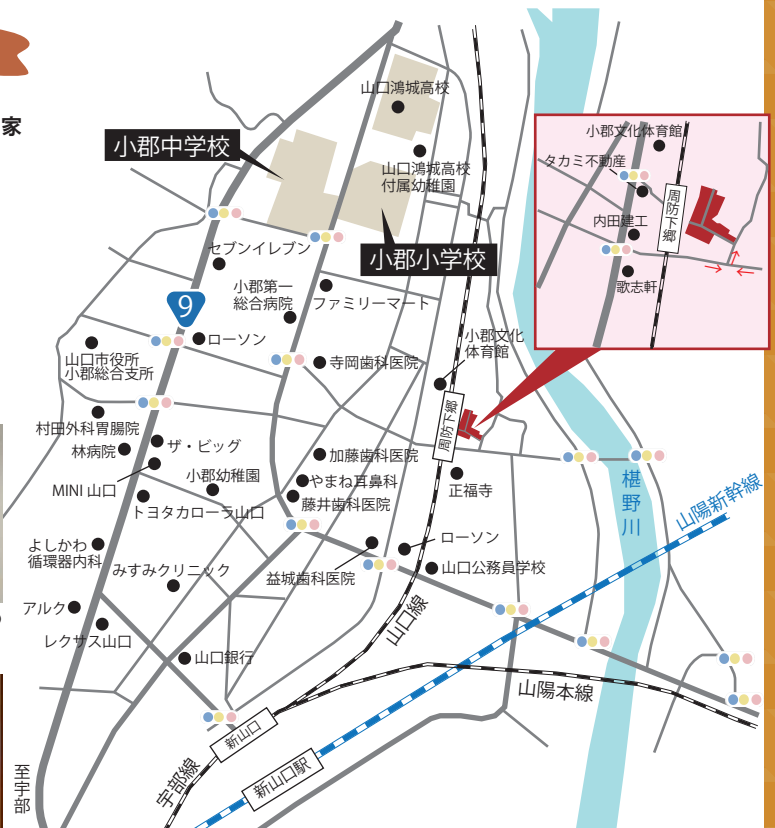 家
山口鴻城高校
小郡中学校
山口鴻城高校
付属幼稚園
小郡小学校
セブンイレブン
小郡第一
総合病院
ファミリーマート
9
ローソン
山口市役所
小郡総合支所
寺岡歯科医院
小郡文化
体育館
周防下郷
村田外科胃腸院
林病院
ザ・ビッグ
MINI 山口
小郡幼稚園
トヨタカローラ山口
加藤歯科医院
やまね耳鼻科
藤井歯科医院
正福寺
よしかわ
循環器内科
みすみクリニック
益城歯科医院
ローソン
山口公務員学校
アルク
レクサス山口
山口銀行
山口線
山陽本線
新山口
宇部線
新山口駅
至宇部
椹野川
山陽新幹線
小郡文化体育館
タカミ不動産
周防下郷
内田建工
歌志軒